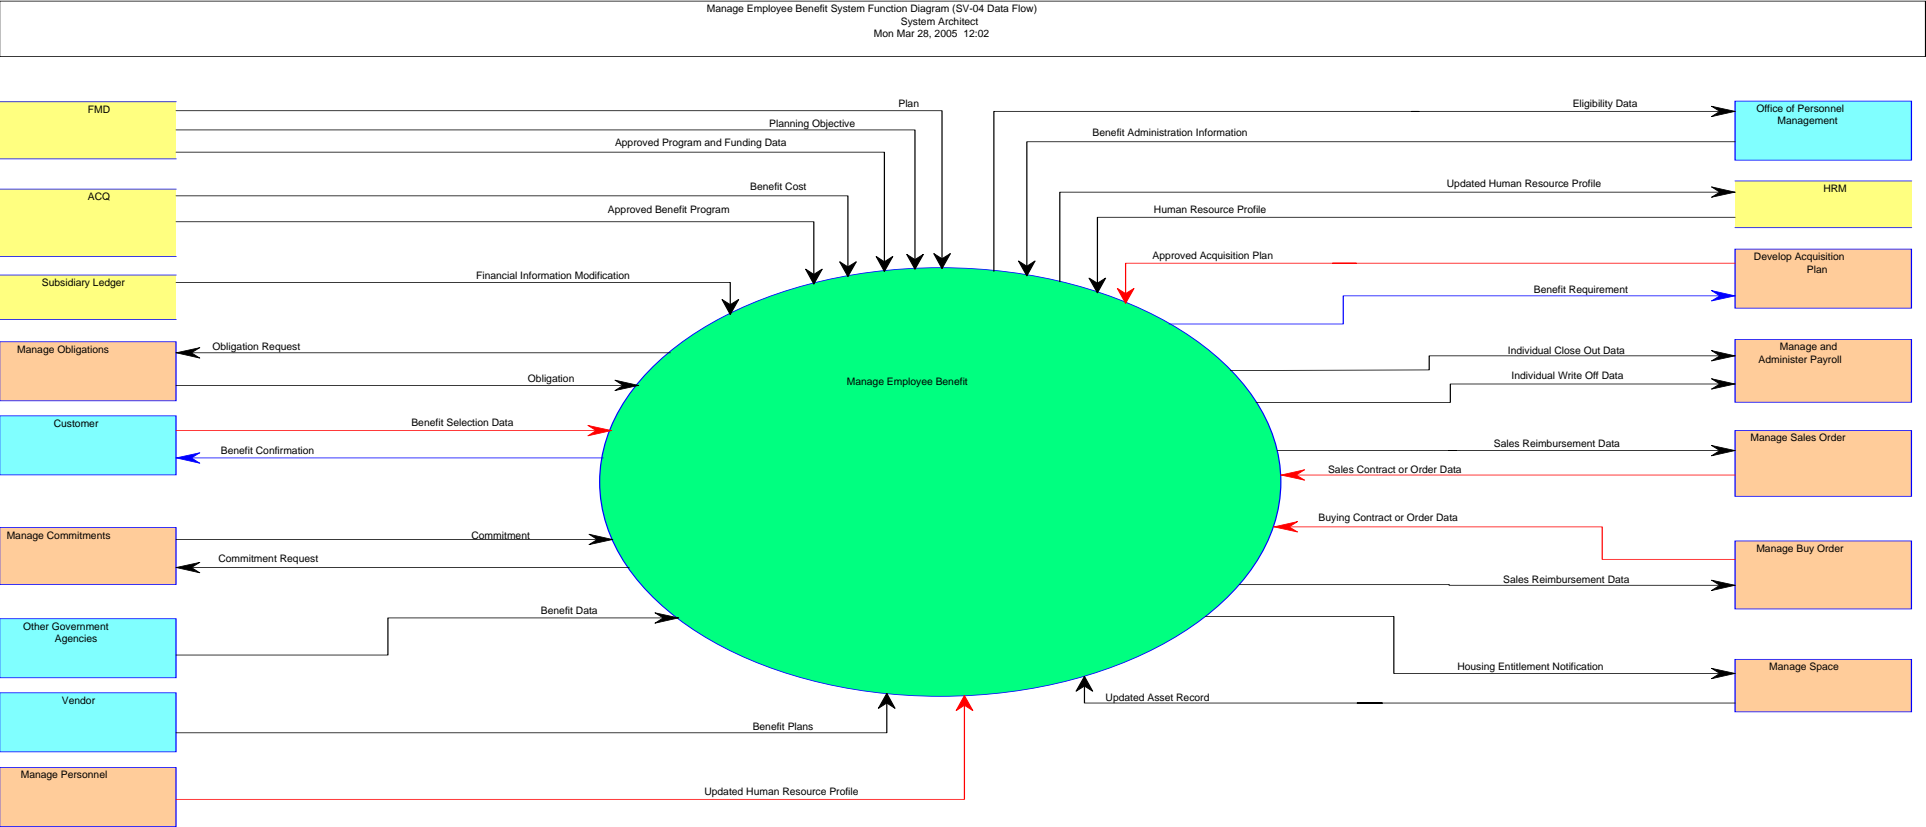 Manage Employee Benefit System Function Diagram (SV-04 Data Flow)
System Architect
Mon Mar 28, 2005  12:02
FMD
Plan
Planning Objective
Approved Program and Funding Data
ACQ
Benefit Cost
Approved Benefit Program
Subsidiary Ledger
Financial Information Modification
Manage Obligations
Obligation Request
Obligation
Customer
Benefit Selection Data
Benefit Confirmation
Manage Commitments
Commitment
Commitment Request
Other Government
Agencies
Benefit Data
Vendor
Benefit Plans
Manage Personnel
Updated Human Resource Profile
Manage Employee Benefit
Eligibility Data
Office of Personnel
Management
Benefit Administration Information
Updated Human Resource Profile
HRM
Human Resource Profile
Approved Acquisition Plan
Develop Acquisition
Plan
Benefit Requirement
Individual Close Out Data
Manage and
Administer Payroll
Individual Write Off Data
Sales Reimbursement Data
Manage Sales Order
Sales Contract or Order Data
Buying Contract or Order Data
Manage Buy Order
Sales Reimbursement Data
Housing Entitlement Notification
Manage Space
Updated Asset Record